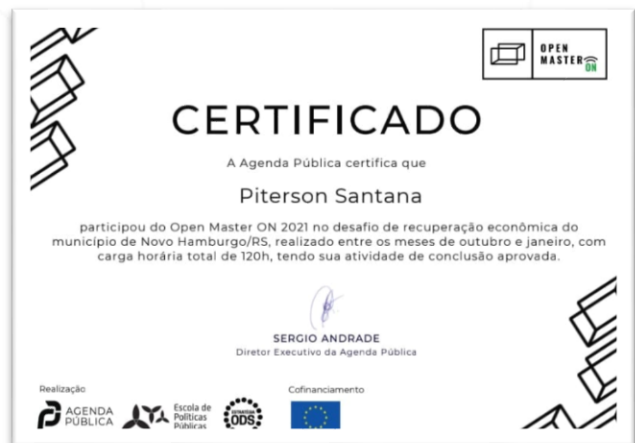 OPEN
MASTER
ON
CERTIFICADO
A Agenda Pública certifica que
Piterson Santana
participou do Open Master ON 2021 no desafio de recuperação econômica do
município de Novo Hamburgo/RS, realizado entre os meses de outubro e janeiro, com
carga horária total de 120h, tendo sua atividade de conclusão aprovada.
SERGIO ANDRADE
Diretor Executivo da Agenda Pública
Realização
Cofinanciamento
AGENDA
PÚBLICA
Escola de
Políticas
Públicas
ESTRATÉGIA
ODS